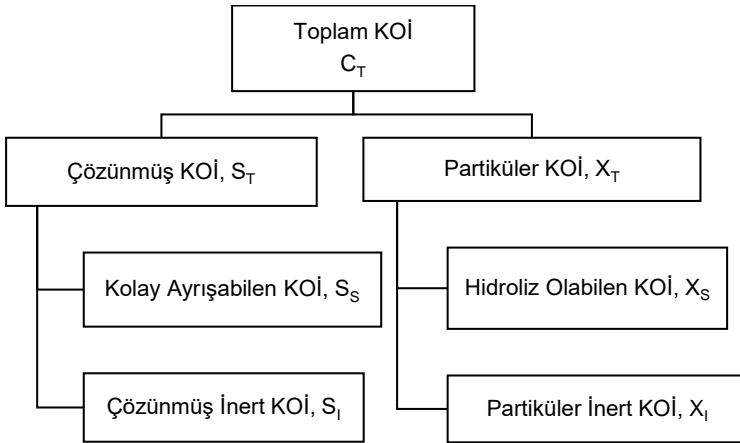 Toplam KOİ
C_T
Çözünmüş KOİ, S_T
Partiküler KOİ, X_T
Kolay Ayrışabilen KOİ, S_S
Hidroliz Olabilen KOİ, X_S
Çözünmüş İnert KOİ, S_I
Partiküler İnert KOİ, X_I